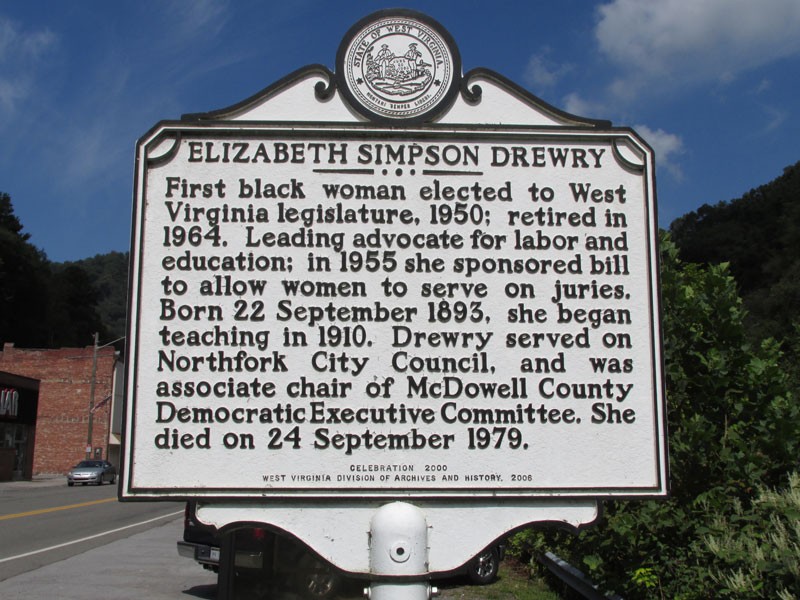 STATE OF WEST VIRGINIA
MONTANI SEMPER LIBERI
ELIZABETH SIMPSON DREWRY
First black woman elected to West
Virginia legislature, 1950; retired in
1964. Leading advocate for labor and
education; in 1955 she sponsored bill
to allow women to serve on juries.
Born 22 September 1893, she began
teaching in 1910. Drewry served on
Northfork City Council, and was
associate chair of McDowell County
Democratic Executive Committee. She
died on 24 September 1979.
CELEBRATION 2000
WEST VIRGINIA DIVISION OF ARCHIVES AND HISTORY, 2006